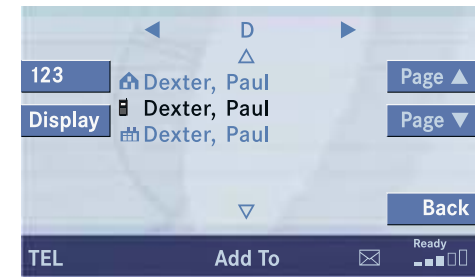 D
123
Dexter, Paul
Page
Dexter, Paul
Display
Page
Dexter, Paul
Back
TEL
Add To
Ready